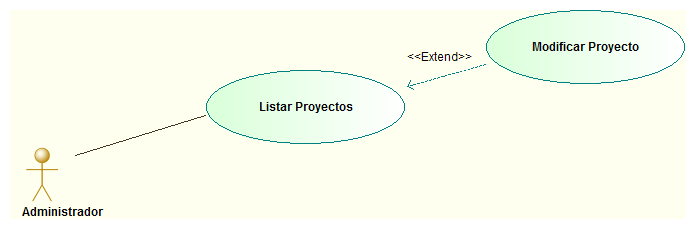 Modificar Proyecto
<<Extend>>
Listar Proyectos
Administrador